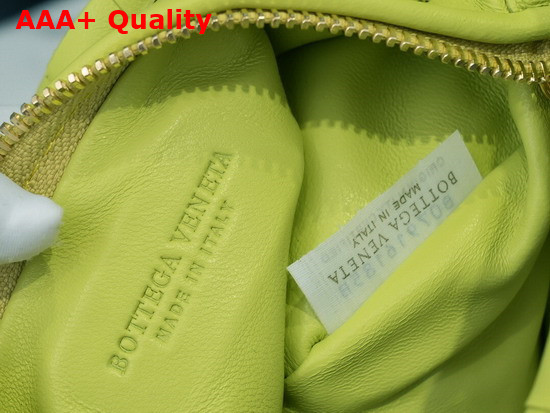 AAA+ Quality
BOTTEGA VENETA
MADE IN ITALY
BOTTEGA VENETA
MADE IN ITALY